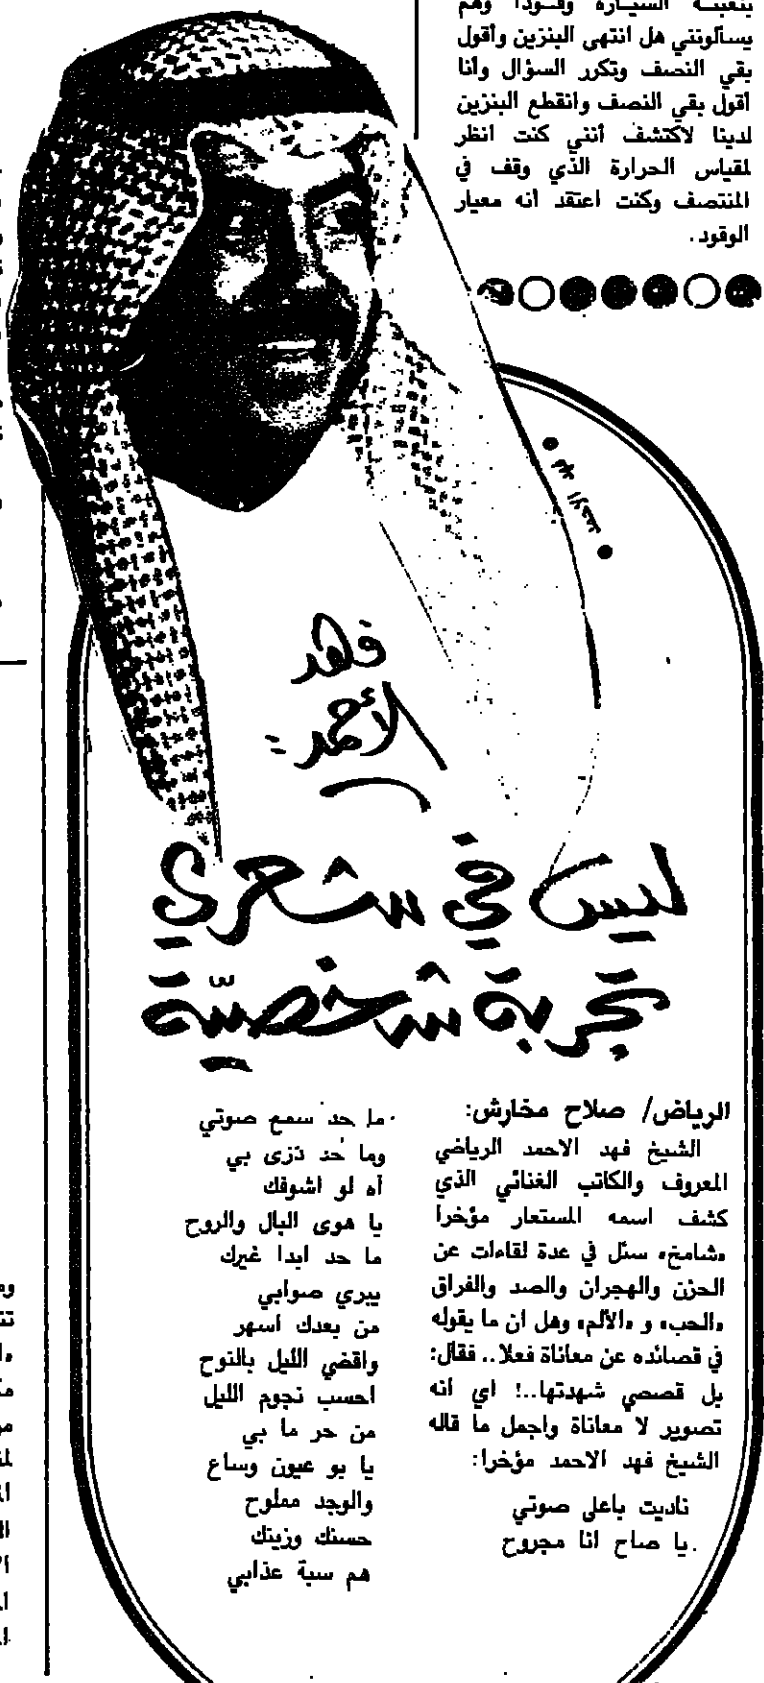 بتعبئة السيارة وقودا وهم
يسألونني هل انتهى البنزين وأقول
بقي النصف وتكرر السؤال وأنا
أقول بقي النصف وانقطع البنزين
لدينا لاكتشف أنني كنت انظر
لمقياس الحرارة الذي وقف في
المنتصف وكنت اعتقد أنه معيار
الوقود.
● فهد الاحمد ●
فهد
الأحمد:
ليس في شعري
تجربة شخصيّة
الرياض/ صلاح مخارش:
الشيخ فهد الاحمد الرياضي
المعروف والكاتب الغنائي الذي
كشف اسمه المستعار مؤخرا
«شامخ» سئل في عدة لقاءات عن
الحزن والهجران والصد والفراق
«الحب» و «الألم» وهل ان ما يقوله
في قصائده عن معاناة فعلا.. فقال:
بل قصصي شهدتها..! اي انه
تصوير لا معاناة واجمل ما قاله
الشيخ فهد الاحمد مؤخرا:
ناديت باعلى صوتي
يا صاح انا مجروح
ما حد سمع صوتي
وما حد دري بي
آه لو اشوفك
يا هوى البال والروح
ما حد ابدا غيرك
يبري صوابي
من بعدك اسهر
واقضي الليل بالنوح
احسب نجوم الليل
من حر ما بي
يا بو عيون وساع
والوجد مملوح
حسنك وزينك
هم سبة عذابي